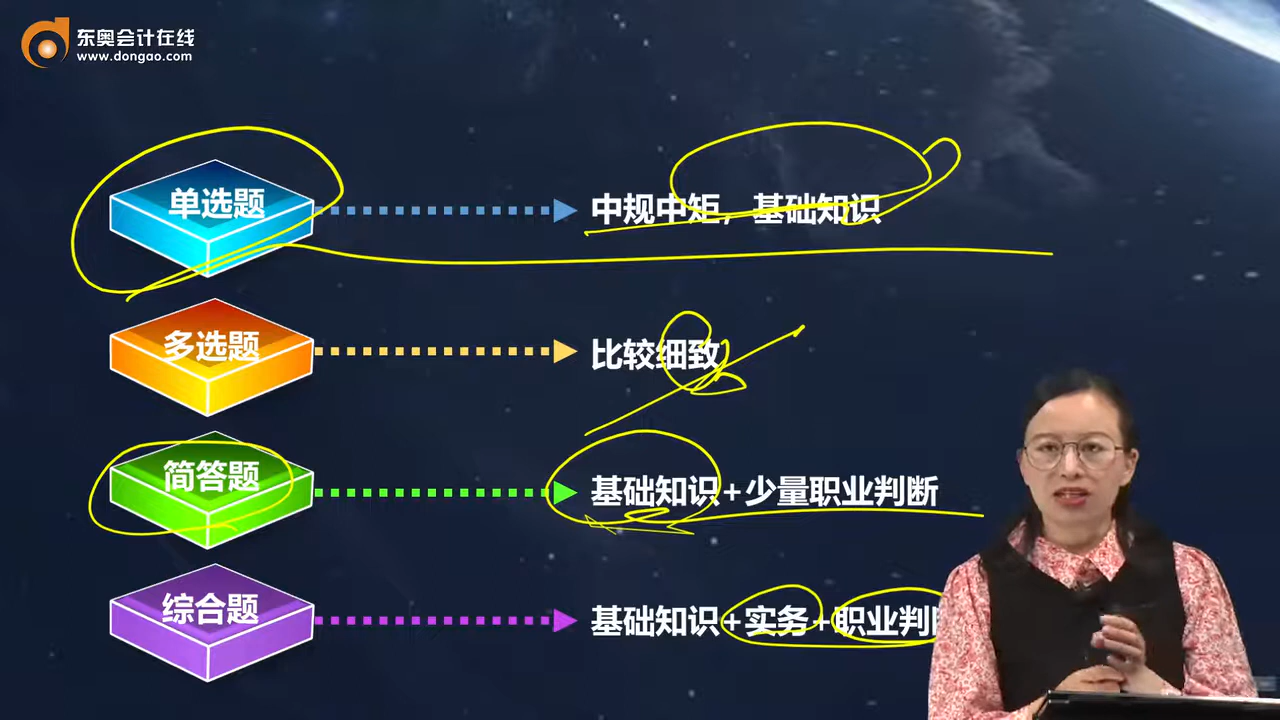 东奥会计在线
www.dongao.com
单选题
中规中矩，基础知识
多选题
比较细致
简答题
基础知识+少量职业判断
综合题
基础知识+实务+职业判